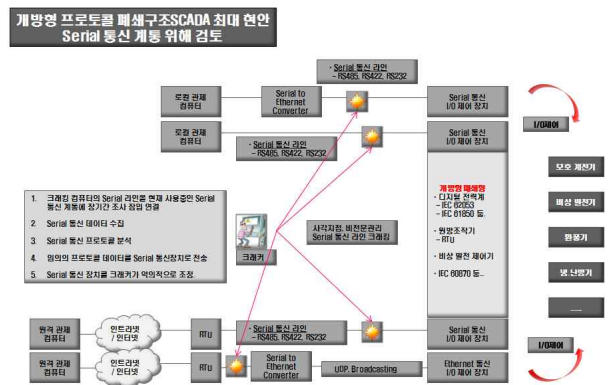 개방형 프로토콜 폐쇄구조SCADA 최대 현안
Serial 통신 계통 위해 검토
· Serial 통신 라인
– RS485, RS422, RS232
로컬 관제
컴퓨터
Serial to
Ethernet
Converter
Serial 통신
I/O 제어 장치
I/O제어
로컬 관제
컴퓨터
· Serial 통신 라인
– RS485, RS422, RS232
Serial 통신
I/O 제어 장치
보호 계전기
비상 발전기
환풍기
냉 난방기
......
개방형 폐쇄형
· 디지털 전력계
– IEC 62053
– IEC 61850 등.
· 원방조작기
– RTU
· 비상 발전 제어기
· IEC 60870 등..
1. 크래킹 컴퓨터의 Serial 라인을 현재 사용중인 Serial
통신 계통에 장기간 조사 잠입 연결
2. Serial 통신 데이터 수집
3. Serial 통신 프로토콜 분석
4. 임의의 프로토콜 데이터를 Serial 통신장치로 전송
5. Serial 통신 장치를 크래커가 악의적으로 조정.
크래커
사각지정, 비전문관리
Serial 통신 라인 크래킹
원격 관제
컴퓨터
인트라넷
/ 인터넷
RTU
· Serial 통신 라인
– RS485, RS422, RS232
Serial 통신
I/O 제어 장치
I/O제어
원격 관제
컴퓨터
인트라넷
/ 인터넷
RTU
Serial to
Ethernet
Converter
UDP, Broadcasting
Ethernet 통신
I/O 제어 장치